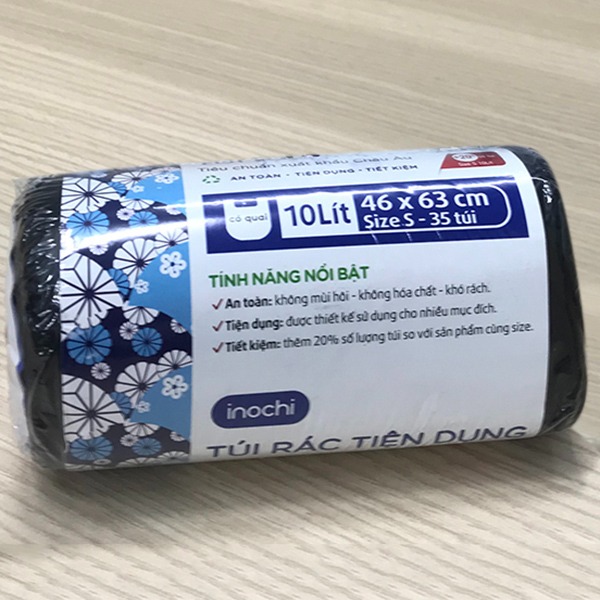 Tiêu chuẩn xuất khẩu Châu Âu
AN TOÀN - TIỆN DỤNG - TIẾT KIỆM
có quai
10Lít
46 x 63 cm
Size S - 35 túi
TÍNH NĂNG NỔI BẬT
An toàn: không mùi hôi - không hóa chất - khó rách.
Tiện dụng: được thiết kế sử dụng cho nhiều mục đích.
Tiết kiệm: thêm 20% số lượng túi so với sản phẩm cùng size.
inochi
TÚI RÁC TIỆN DỤNG